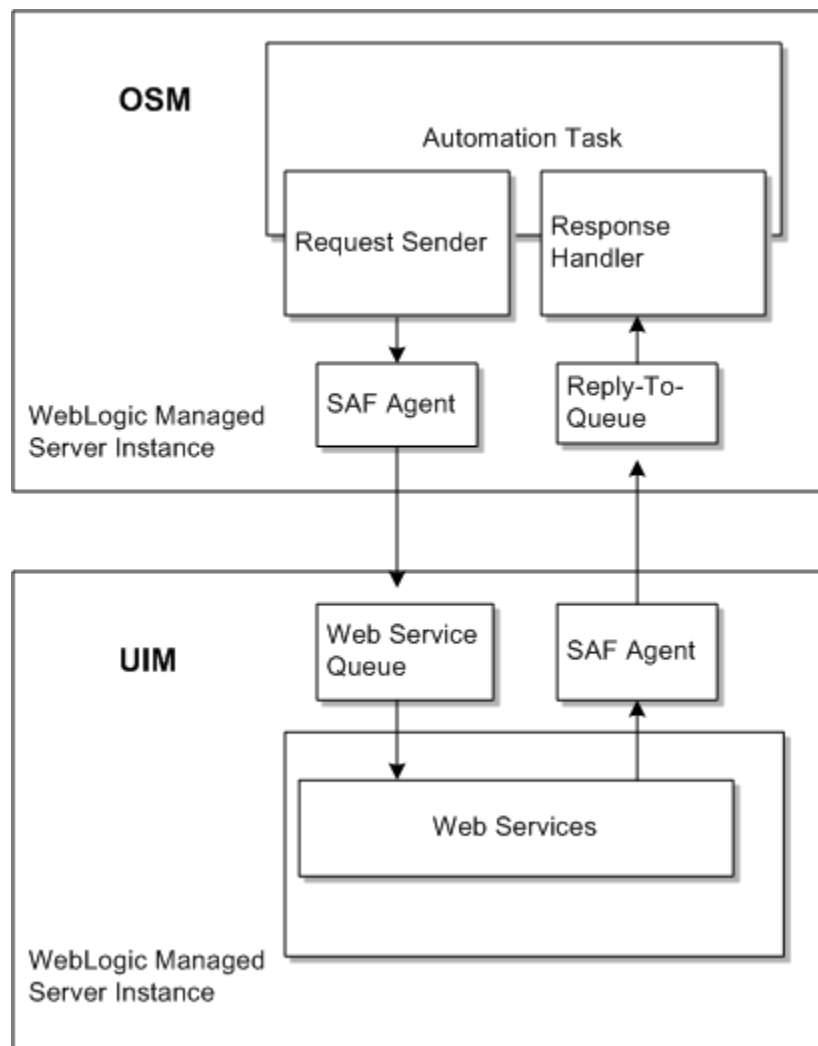 OSM
Automation Task
Request Sender
Response
Handler
SAF Agent
Reply-To-
Queue
WebLogic Managed
Server Instance
UIM
Web Service
Queue
SAF Agent
Web Services
WebLogic Managed
Server Instance